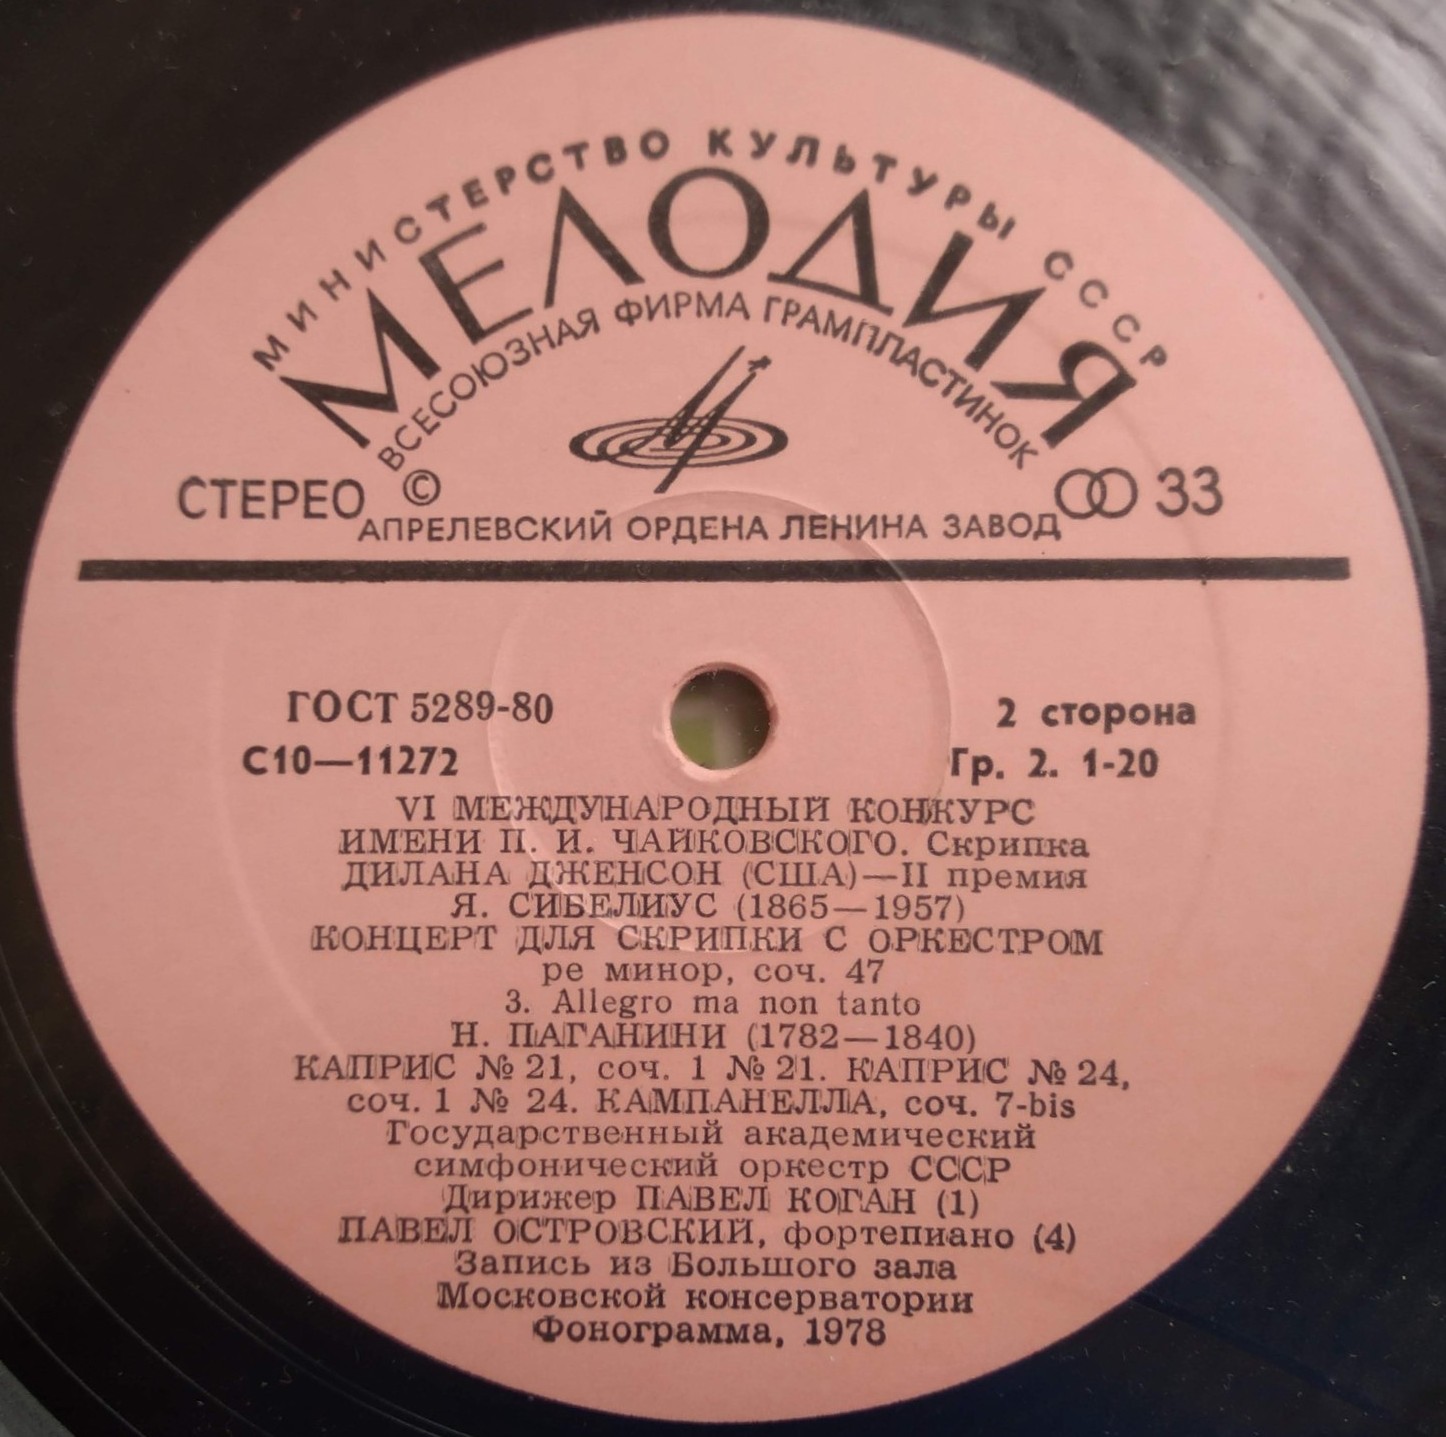 МИНИСТЕРСТВО КУЛЬТУРЫ СССР
МЕЛОДИЯ
ВСЕСОЮЗНАЯ ФИРМА ГРАМПЛАСТИНОК
СТЕРЕО © 33
АПРЕЛЕВСКИЙ ОРДЕНА ЛЕНИНА ЗАВОД
ГОСТ 5289-80 2 сторона
С10—11272 Гр. 2. 1-20
VI МЕЖДУНАРОДНЫЙ КОНКУРС
ИМЕНИ П. И. ЧАЙКОВСКОГО. Скрипка
ДИЛАНА ДЖЕНСОН (США)—II премия
Я. СИБЕЛИУС (1865—1957)
КОНЦЕРТ ДЛЯ СКРИПКИ С ОРКЕСТРОМ
ре минор, соч. 47
3. Allegro ma non tanto
Н. ПАГАНИНИ (1782—1840)
КАПРИС № 21, соч. 1 № 21. КАПРИС № 24,
соч. 1 № 24. КАМПАНЕЛЛА, соч. 7-bis
Государственный академический
симфонический оркестр СССР
Дирижер ПАВЕЛ КОГАН (1)
ПАВЕЛ ОСТРОВСКИЙ, фортепиано (4)
Запись из Большого зала
Московской консерватории
Фонограмма, 1978